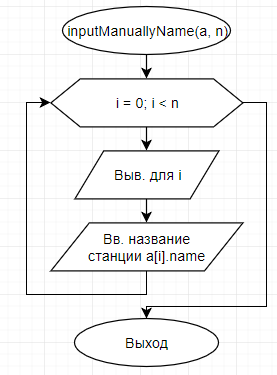 inputManuallyName(a, n)
i = 0; i < n
Выв. для i
Вв. название
станции a[i].name
Выход